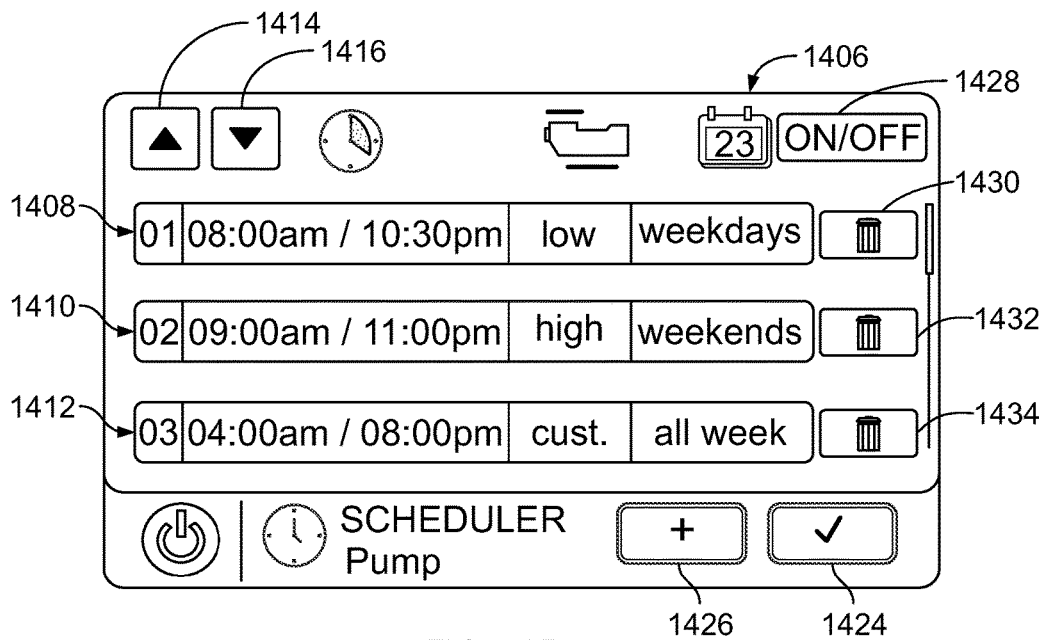 1414
1416
1406
1428
23 ON/OFF
1430
1408
01 08:00am / 10:30pm low weekdays
1410
02 09:00am / 11:00pm high weekends
1432
1412
03 04:00am / 08:00pm cust. all week
1434
SCHEDULER
Pump
+
1426 1424